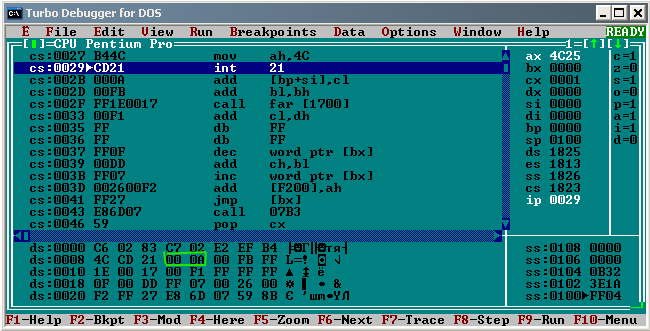 Turbo Debugger for DOS
E File Edit View Run Breakpoints Data Options Window Help READY
[■]=CPU Pentium Pro 1=[↑][↓]
cs:0027 B44C mov ah,4C
cs:0029►CD21 int 21
cs:002B 000A add [bp+si],cl
cs:002D 00FB add bl,bh
cs:002F FF1E0017 call far [1700]
cs:0033 00F1 add cl,dh
cs:0035 FF db FF
cs:0036 FF db FF
cs:0037 FF0F dec word ptr [bx]
cs:0039 00DD add ch,bl
cs:003B FF07 inc word ptr [bx]
cs:003D 002600F2 add [F200],ah
cs:0041 FF27 jmp [bx]
cs:0043 E86D07 call 07B3
cs:0046 59 pop cx
ax 4C25 c=1
bx 0000 z=0
cx 0001 s=1
dx 0000 o=0
si 0000 p=1
di 0000 a=1
bp 0000 i=1
sp 0100 d=0
ds 1825
es 1813
ss 1826
cs 1823
ip 0029
ds:0000 C6 02 83 C7 02 E2 EF B4
ds:0008 4C CD 21 00 0A 00 FB FF
ds:0010 1E 00 17 00 F1 FF FF FF
ds:0018 0F 00 DD FF 07 00 26 00
ds:0020 F2 FF 27 E8 6D 07 59 8B
ss:0108 0000
ss:0106 0000
ss:0104 0B32
ss:0102 3E1A
ss:0100►FF04
F1-Help F2-Bkpt F3-Mod F4-Here F5-Zoom F6-Next F7-Trace F8-Step F9-Run F10-Menu